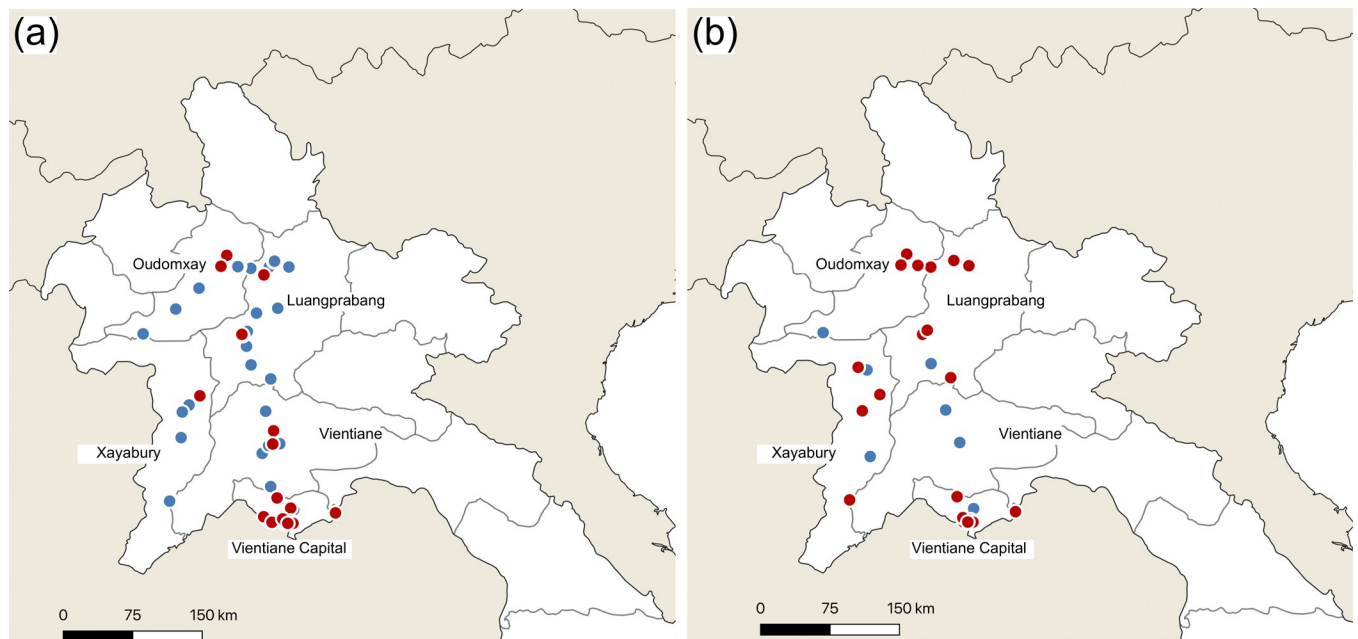 (a)
Oudomxay
Luangprabang
Xayabury
Vientiane
Vientiane Capital
0 75 150 km
(b)
Oudomxay
Luangprabang
Xayabury
Vientiane
Vientiane Capital
0 75 150 km